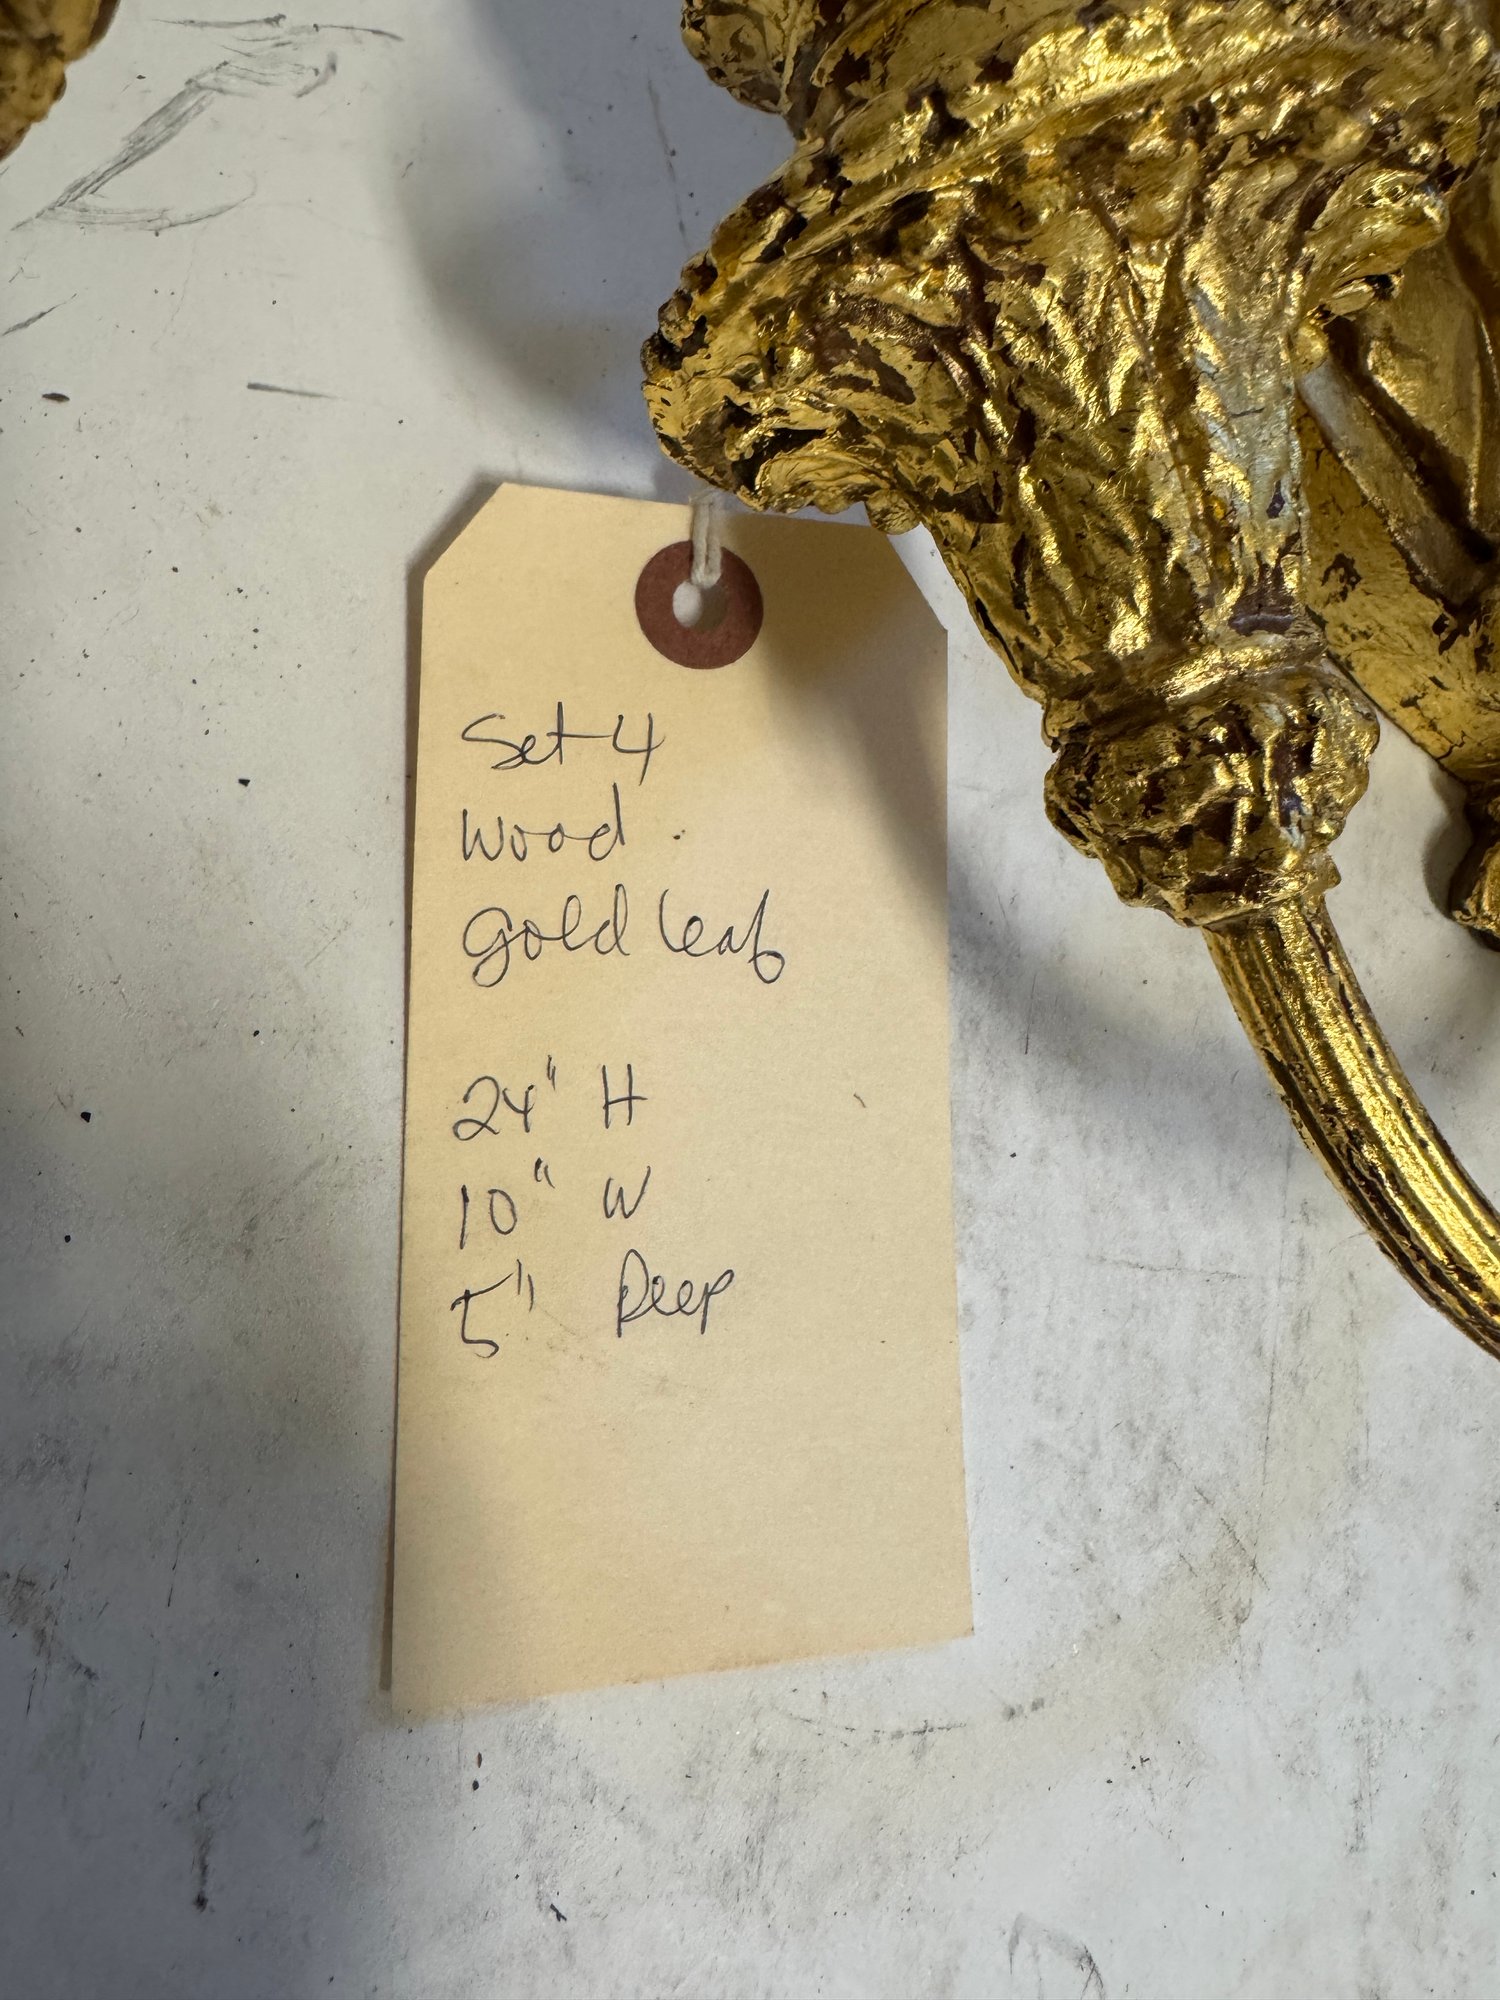 Set 4
Wood
gold leaf
24" H
10" W
5" Deep